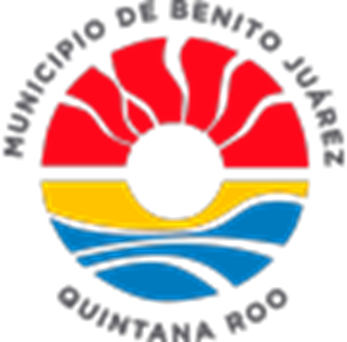 MUNICIPIO DE BENITO JUÁREZ
QUINTANA ROO